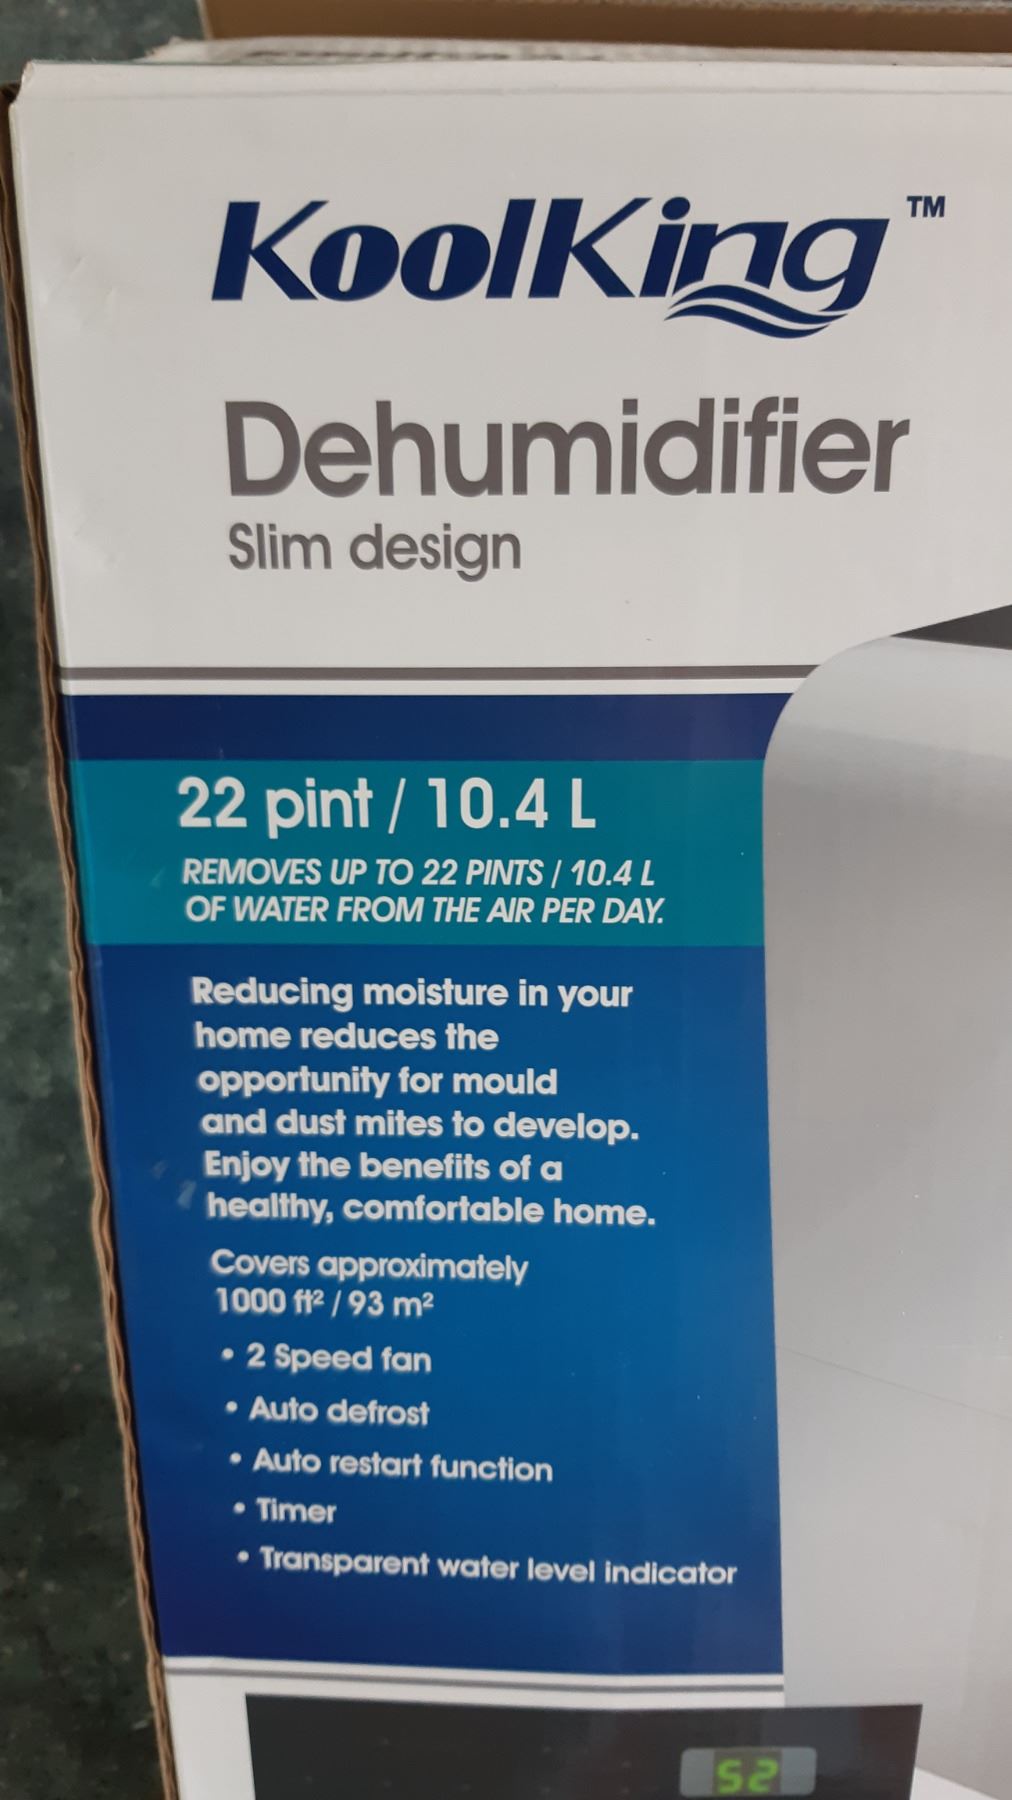 KoolKing™
Dehumidifier
Slim design
22 pint / 10.4 L
REMOVES UP TO 22 PINTS / 10.4 L
OF WATER FROM THE AIR PER DAY.
Reducing moisture in your
home reduces the
opportunity for mould
and dust mites to develop.
Enjoy the benefits of a
healthy, comfortable home.
Covers approximately
1000 ft² / 93 m²
• 2 Speed fan
• Auto defrost
• Auto restart function
• Timer
• Transparent water level indicator
52